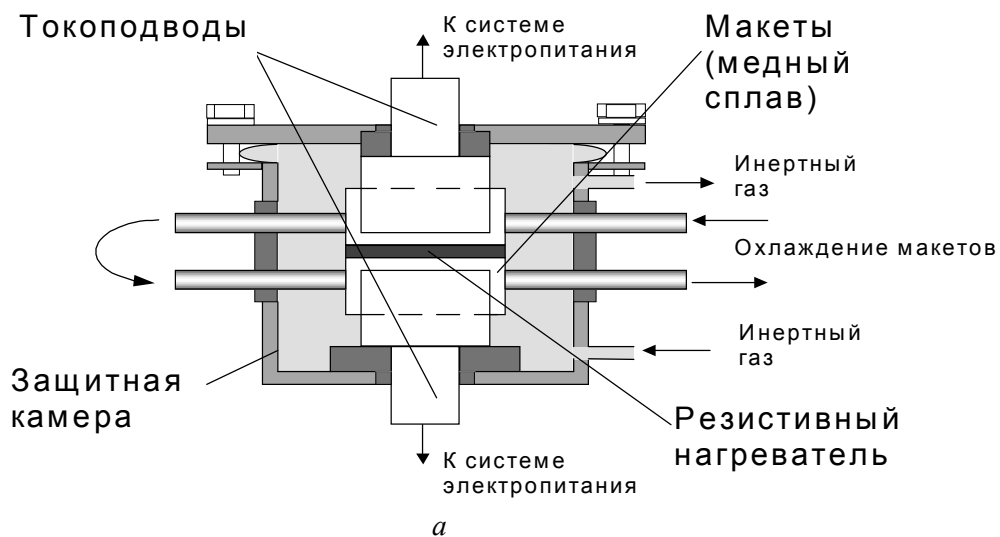 Токоподводы
К системе
электропитания
Макеты
(медный
сплав)
Инертный
газ
Охлаждение макетов
Инертный
газ
Защитная
камера
Резистивный
нагреватель
К системе
электропитания
а